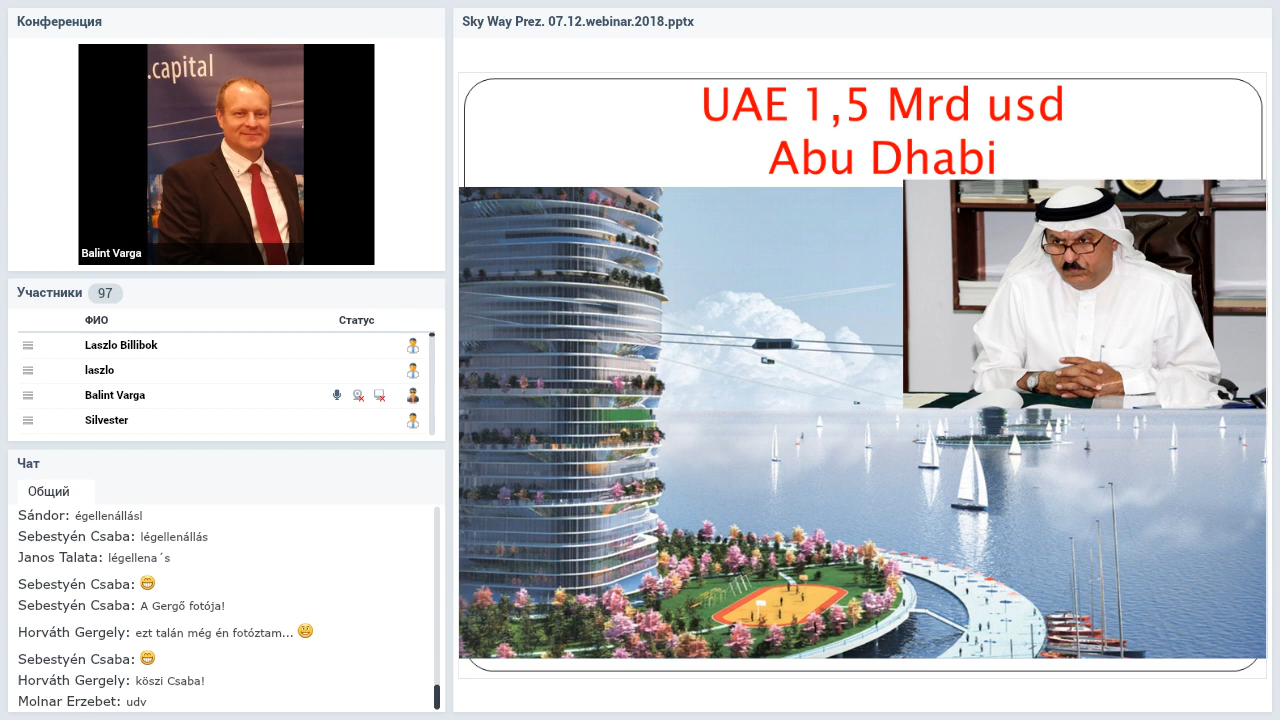 Конференция
.capital
Balint Varga
Участники 97
ФИО Статус
Laszlo Billibok
laszlo
Balint Varga
Silvester
Чат
Общий
Sándor: égellenállásl
Sebestyén Csaba: légellenállás
Janos Talata: légellena´s
Sebestyén Csaba: 😁
Sebestyén Csaba: A Gergő fotója!
Horváth Gergely: ezt talán még én fotóztam... 😀
Sebestyén Csaba: 😁
Horváth Gergely: köszi Csaba!
Molnar Erzebet: udv
Sky Way Prez. 07.12.webinar.2018.pptx
UAE 1,5 Mrd usd
Abu Dhabi